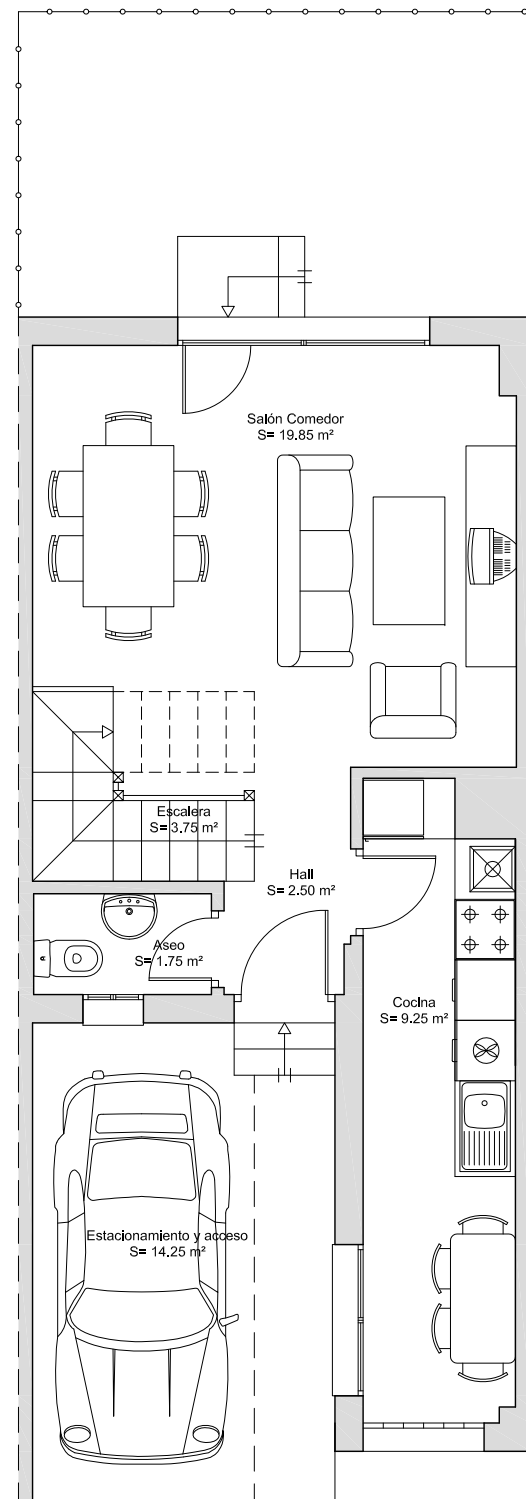 Salón Comedor
S= 19.85 m²
Escalera
S= 3.75 m²
Hall
S= 2.50 m²
Aseo
S= 1.75 m²
Cocina
S= 9.25 m²
Estacionamiento y acceso
S= 14.25 m²